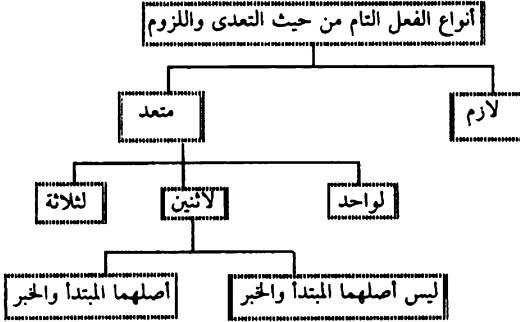 أنواع الفعل التام من حيث التعدى واللزوم
لازم
متعد
لواحد
لاثنين
لثلاثة
ليس أصلهما المبتدأ والخبر
أصلهما المبتدأ والخبر